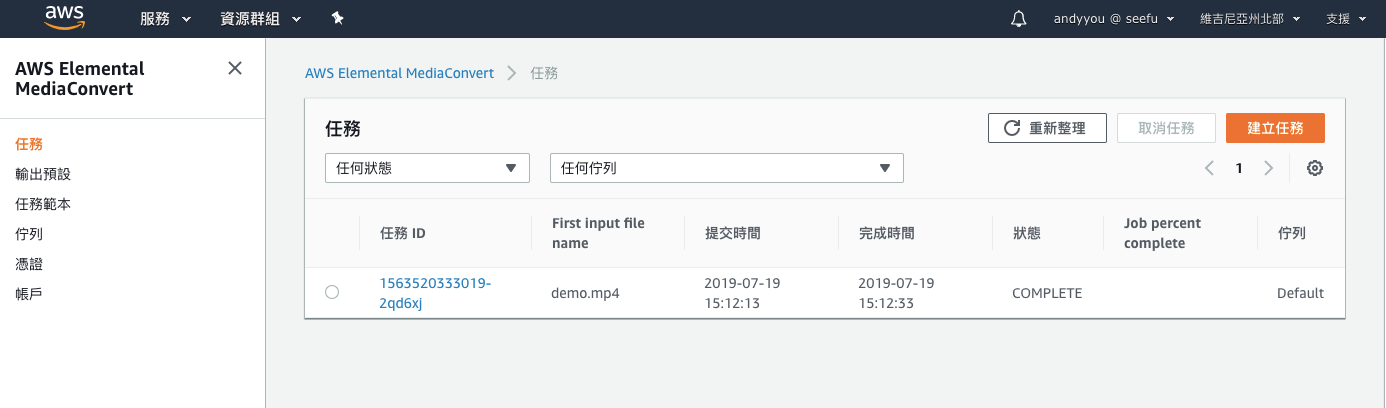 aws 服務 資源群組 andyyou @ seefu 維吉尼亞州北部 支援
AWS Elemental
MediaConvert
任務
輸出預設
任務範本
佇列
憑證
帳戶
AWS Elemental MediaConvert 任務
任務 重新整理 取消任務 建立任務
任何狀態 任何佇列 1
任務 ID First input file
name 提交時間 完成時間 狀態 Job percent
complete 佇列
1563520333019-
2qd6xj demo.mp4 2019-07-19
15:12:13 2019-07-19
15:12:33 COMPLETE Default